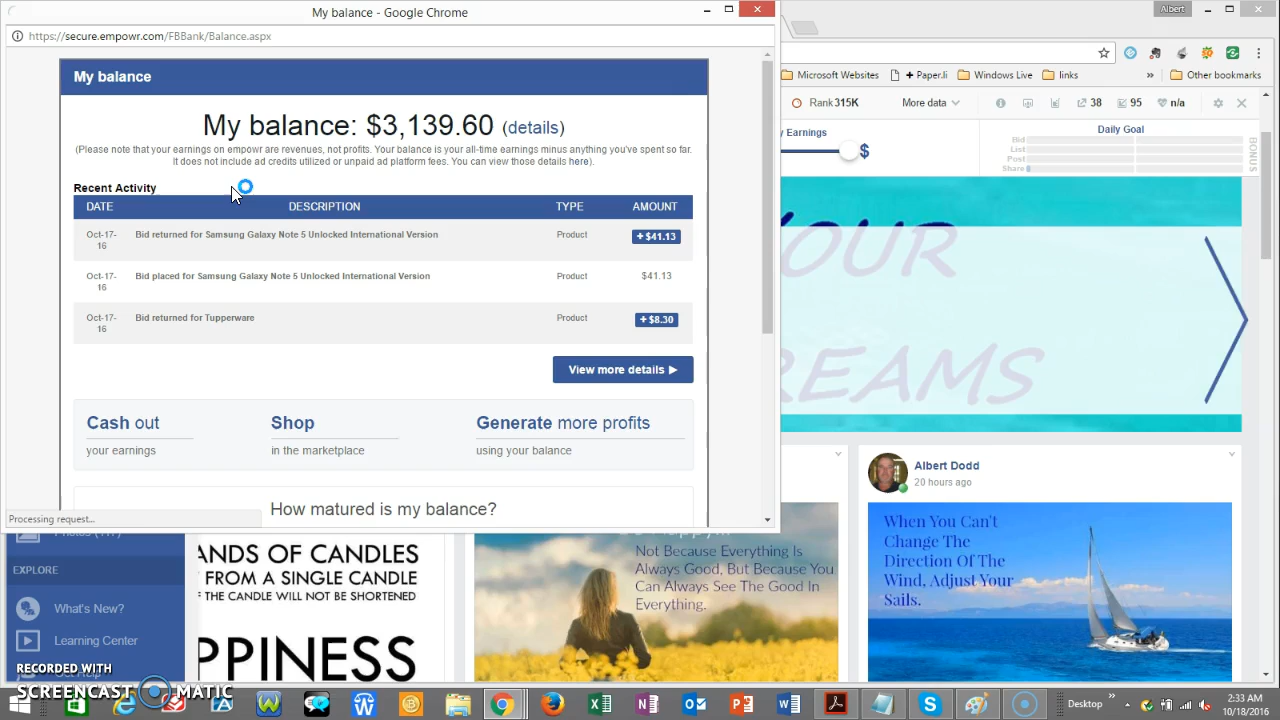 My balance - Google Chrome
Albert
https://secure.empowr.com/FBBank/Balance.aspx
Microsoft Websites
+ Paper.li
Windows Live
links
»
Other bookmarks
My balance
Rank 315K
More data
38
95
n/a
My balance: $3,139.60 (details)
(Please note that your earnings on empowr are revenues, not profits. Your balance is your all-time earnings minus anything you've spent so far.
It does not include ad credits utilized or unpaid ad platform fees. You can view those details here).
Earnings
$
Daily Goal
Bid
List
Post
Share
BONUS
Recent Activity
DATE DESCRIPTION TYPE AMOUNT
Oct-17-16 Bid returned for Samsung Galaxy Note 5 Unlocked International Version Product + $41.13
Oct-17-16 Bid placed for Samsung Galaxy Note 5 Unlocked International Version Product $41.13
Oct-17-16 Bid returned for Tupperware Product + $8.30
View more details
YOUR
REAMS
Cash out
your earnings
Shop
in the marketplace
Generate more profits
using your balance
How matured is my balance?
Processing request...
Albert Dodd
20 hours ago
When You Can't
Change The
Direction Of The
Wind, Adjust Your
Sails.
Not Because Everything Is
Always Good, But Because You
Can Always See The Good In
Everything.
ANDS OF CANDLES
FROM A SINGLE CANDLE
F THE CANDLE WILL NOT BE SHORTENED
PPINESS
EXPLORE
What's New?
Learning Center
Get Help
RECORDED WITH
SCREENCAST MATIC
Desktop
»
2:33 AM
10/18/2016